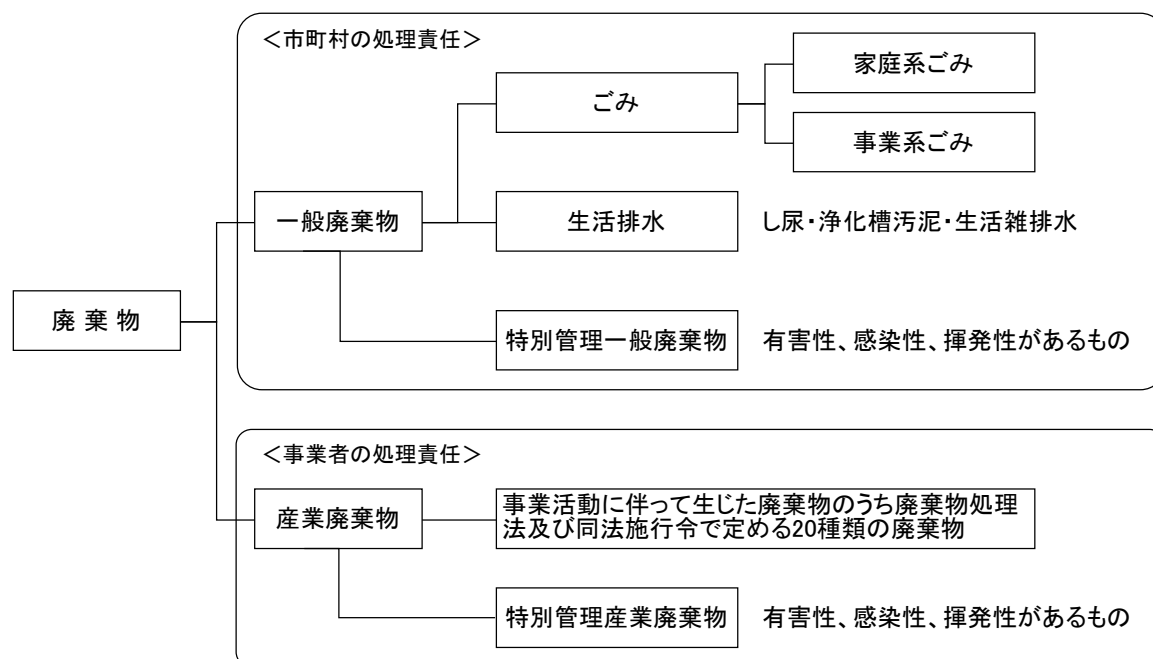 ＜市町村の処理責任＞
家庭系ごみ
ごみ
事業系ごみ
一般廃棄物
生活排水
し尿・浄化槽汚泥・生活雑排水
廃 棄 物
特別管理一般廃棄物
有害性、感染性、揮発性があるもの
＜事業者の処理責任＞
産業廃棄物
事業活動に伴って生じた廃棄物のうち廃棄物処理
法及び同法施行令で定める20種類の廃棄物
特別管理産業廃棄物
有害性、感染性、揮発性があるもの